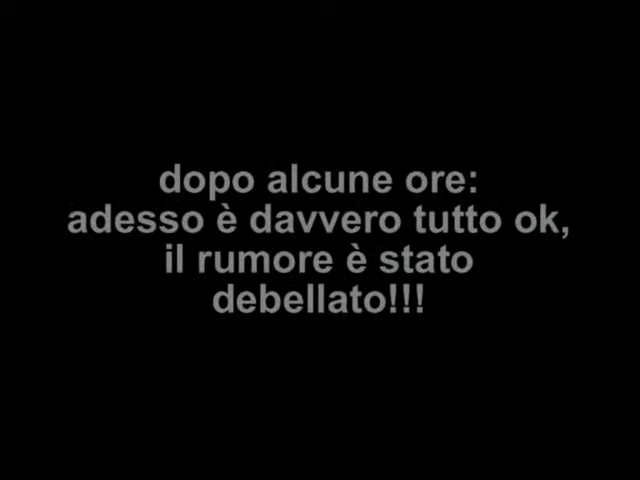 dopo alcune ore:
adesso è davvero tutto ok,
il rumore è stato
debellato!!!